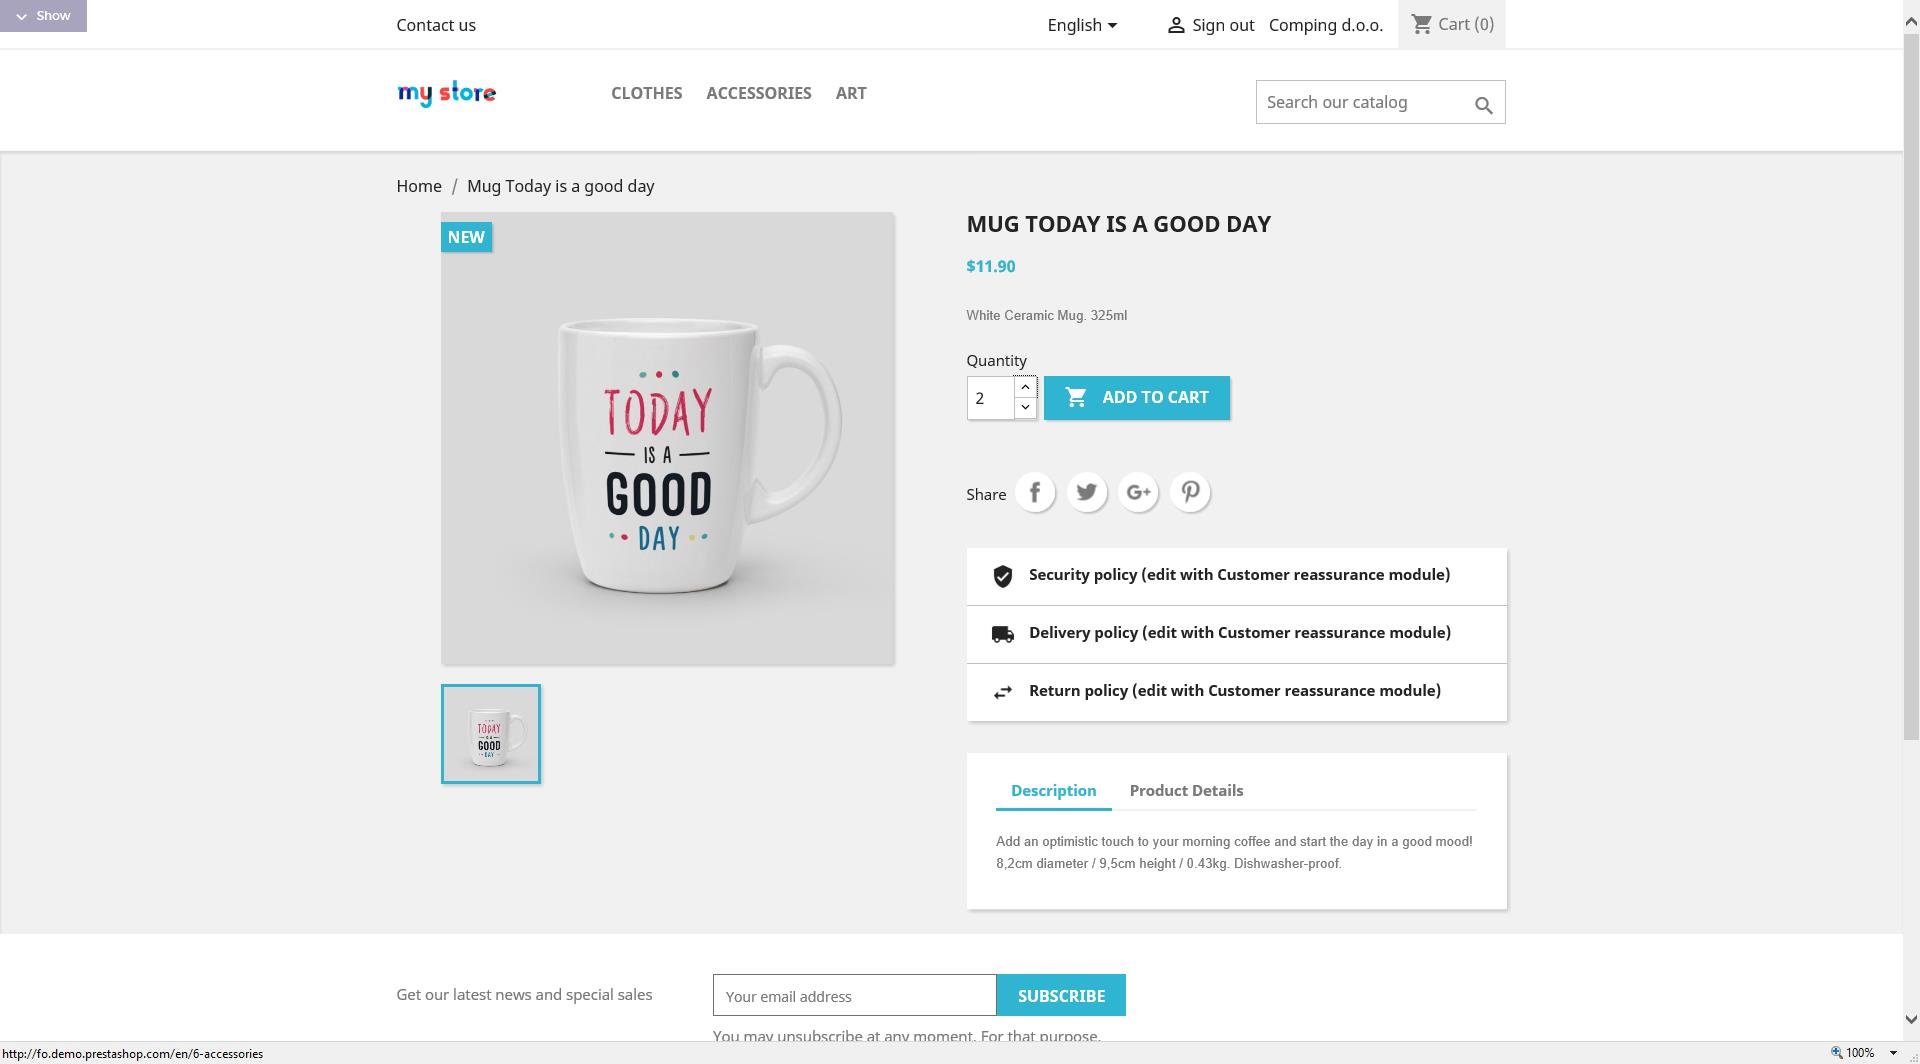 Show
Contact us
English
Sign out
Comping d.o.o.
Cart (0)
my store
CLOTHES
ACCESSORIES
ART
Search our catalog
Home / Mug Today is a good day
NEW
TODAY
IS A
GOOD
DAY
TODAY
IS A
GOOD
DAY
MUG TODAY IS A GOOD DAY
$11.90
White Ceramic Mug. 325ml
Quantity
2
ADD TO CART
Share
Security policy (edit with Customer reassurance module)
Delivery policy (edit with Customer reassurance module)
Return policy (edit with Customer reassurance module)
Description
Product Details
Add an optimistic touch to your morning coffee and start the day in a good mood!
8,2cm diameter / 9,5cm height / 0.43kg. Dishwasher-proof.
Get our latest news and special sales
Your email address
SUBSCRIBE
You may unsubscribe at any moment. For that purpose,
http://fo.demo.prestashop.com/en/6-accessories
100%